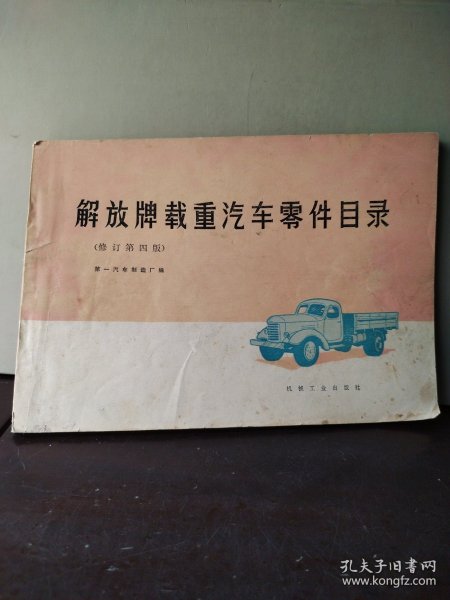 解放牌载重汽车零件目录
(修订第四版)
第一汽车制造厂编
机械工业出版社
孔夫子旧书网
www.kongfz.com